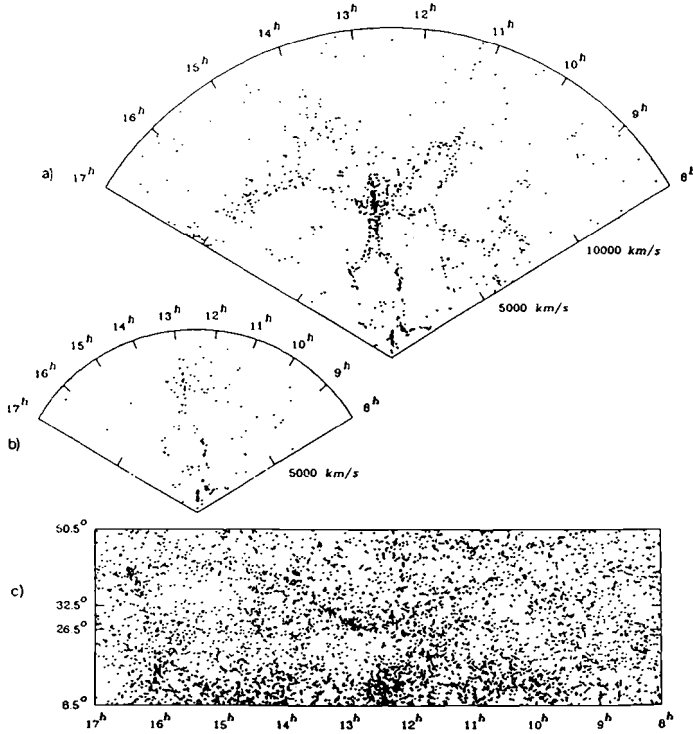 13h 12h
14h 11h
15h 10h
16h 9h
a) 17h 8h
10000 km/s
5000 km/s
13h 12h
14h 11h
15h 10h
16h 9h
17h 8h
b)
5000 km/s
50.5°
c)
32.5°
26.5°
8.5°
17h 16h 15h 14h 13h 12h 11h 10h 9h 8h